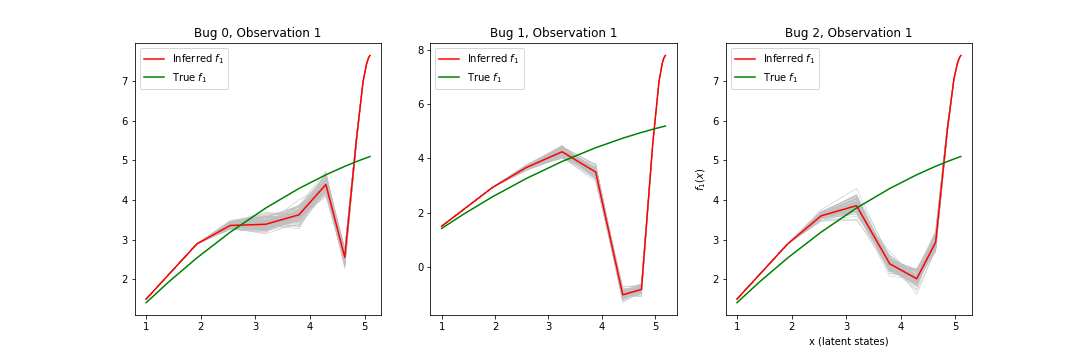 Bug 0, Observation 1
Inferred f₁
True f₁
7
6
5
4
3
2
1 2 3 4 5
Bug 1, Observation 1
Inferred f₁
True f₁
8
6
4
2
0
1 2 3 4 5
Bug 2, Observation 1
Inferred f₁
True f₁
f₁(x)
7
6
5
4
3
2
1 2 3 4 5
x (latent states)